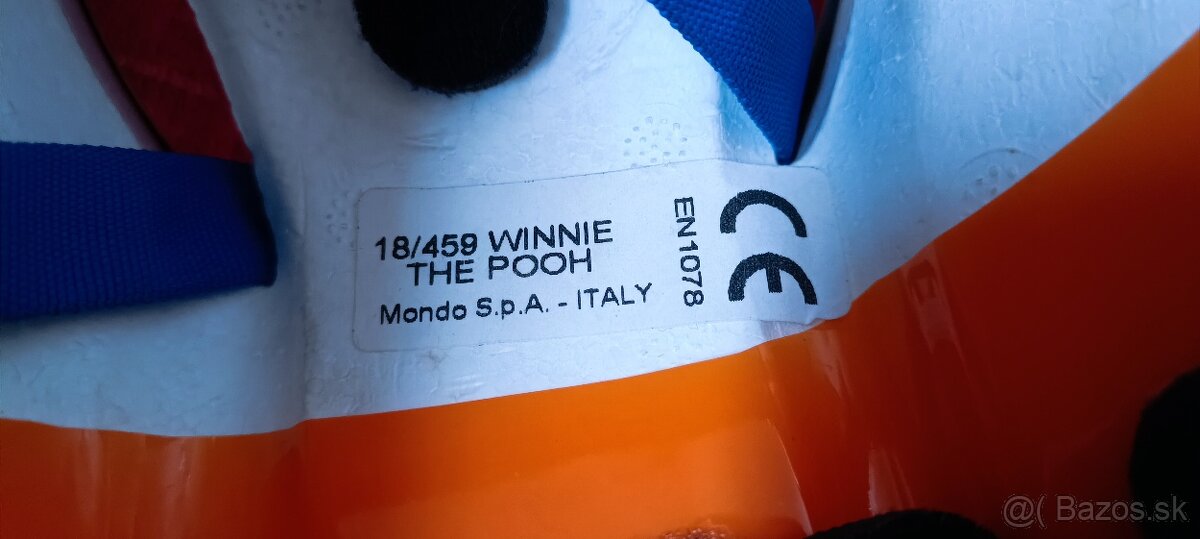 18/459 WINNIE
THE POOH
Mondo S.p.A. - ITALY
EN1078
CE
@( Bazos.sk